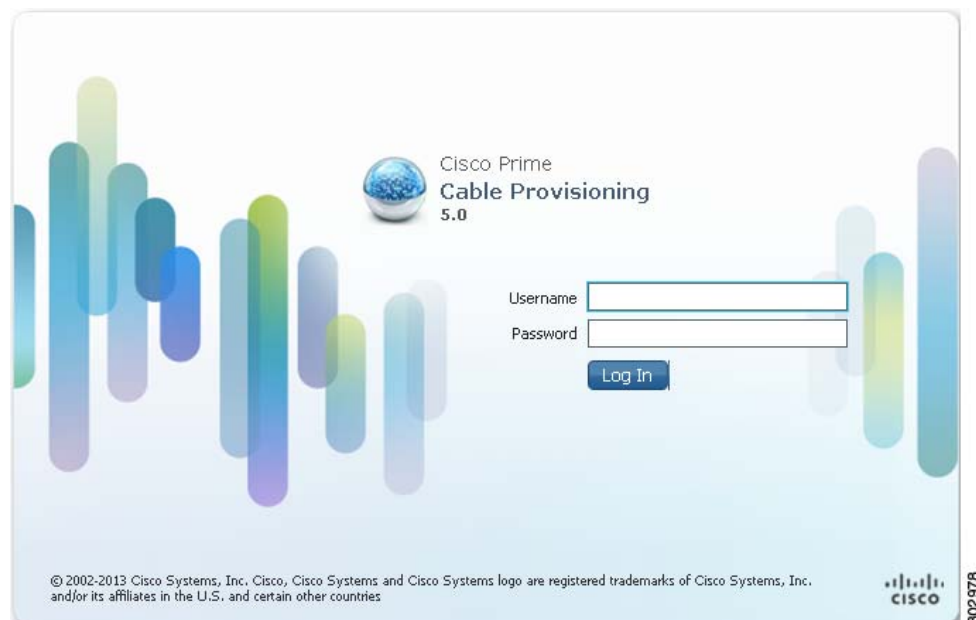 Cisco Prime
Cable Provisioning
5.0
Username
Password
Log In
© 2002-2013 Cisco Systems, Inc. Cisco, Cisco Systems and Cisco Systems logo are registered trademarks of Cisco Systems, Inc.
and/or its affiliates in the U.S. and certain other countries
CISCO
302978